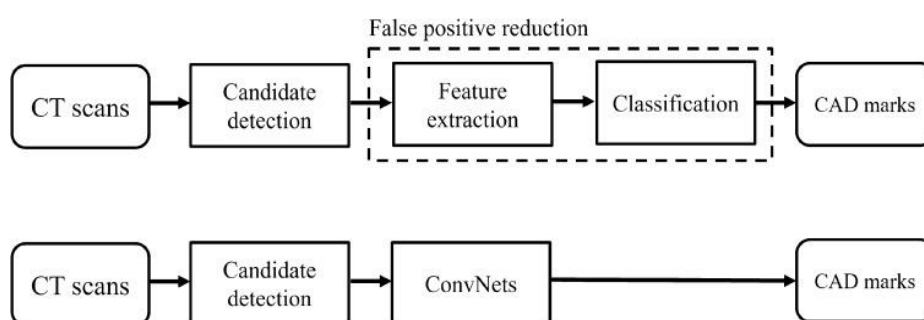 False positive reduction
CT scans
Candidate
detection
Feature
extraction
Classification
CAD marks
CT scans
Candidate
detection
ConvNets
CAD marks